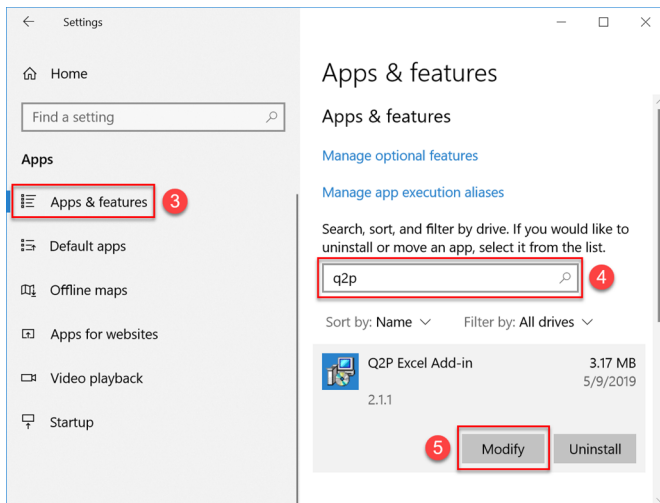 Settings
Home
Find a setting
Apps
Apps & features
3
Default apps
Offline maps
Apps for websites
Video playback
Startup
Apps & features
Apps & features
Manage optional features
Manage app execution aliases
Search, sort, and filter by drive. If you would like to
uninstall or move an app, select it from the list.
q2p
4
Sort by: Name Filter by: All drives
Q2P Excel Add-in 3.17 MB
5/9/2019
2.1.1
5 Modify Uninstall